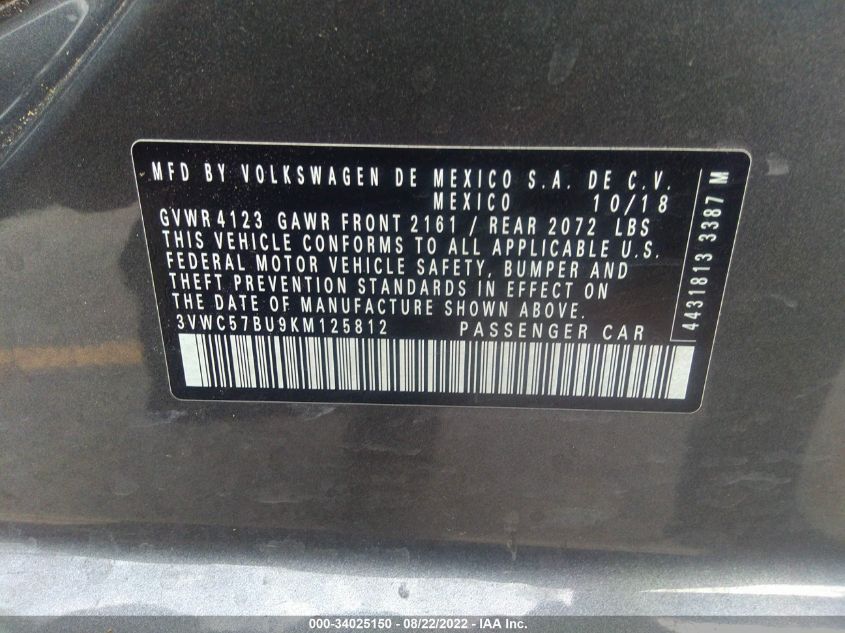 MFD BY VOLKSWAGEN DE MEXICO S.A. DE C.V.
MEXICO 10/18
GVWR 4123 GAWR FRONT 2161 / REAR 2072 LBS
THIS VEHICLE CONFORMS TO ALL APPLICABLE U.S.
FEDERAL MOTOR VEHICLE SAFETY, BUMPER AND
THEFT PREVENTION STANDARDS IN EFFECT ON
THE DATE OF MANUFACTURE SHOWN ABOVE.
3VWC57BU9KM125812 PASSENGER CAR
4431813 3387 M
000-34025150 - 08/22/2022 - IAA Inc.